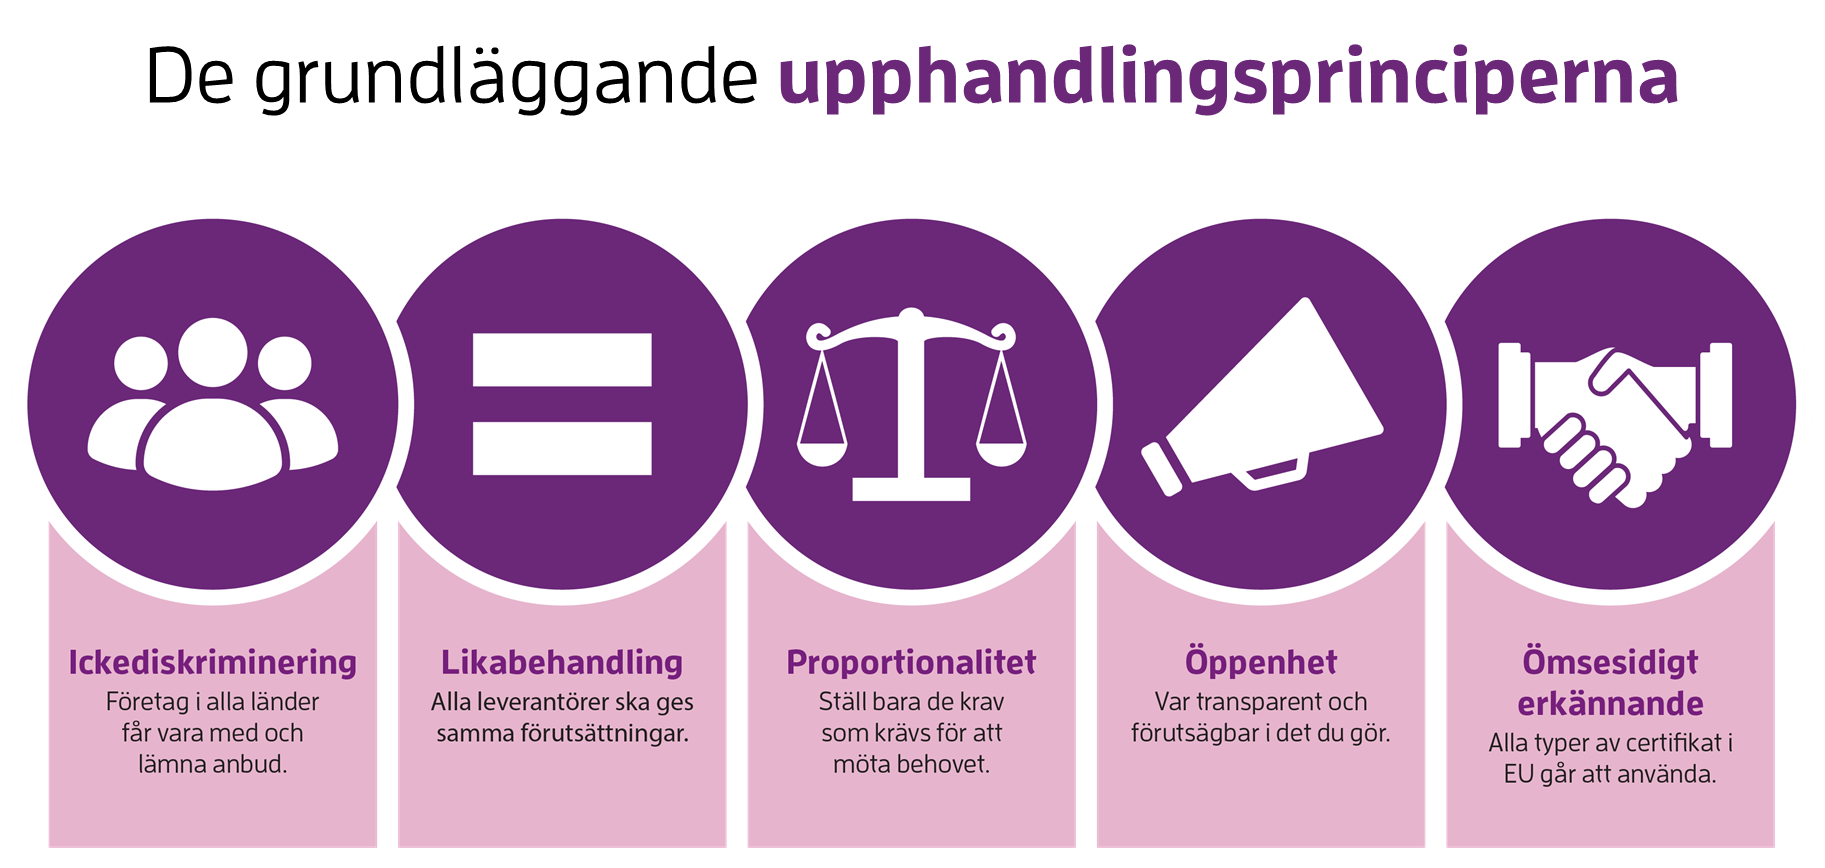 De grundläggande upphandlingsprinciperna
Ickediskriminering
Företag i alla länder
får vara med och
lämna anbud.
Likabehandling
Alla leverantörer ska ges
samma förutsättningar.
Proportionalitet
Ställ bara de krav
som krävs för att
möta behovet.
Öppenhet
Var transparent och
förutsägbar i det du gör.
Ömsesidigt
erkännande
Alla typer av certifikat i
EU går att använda.